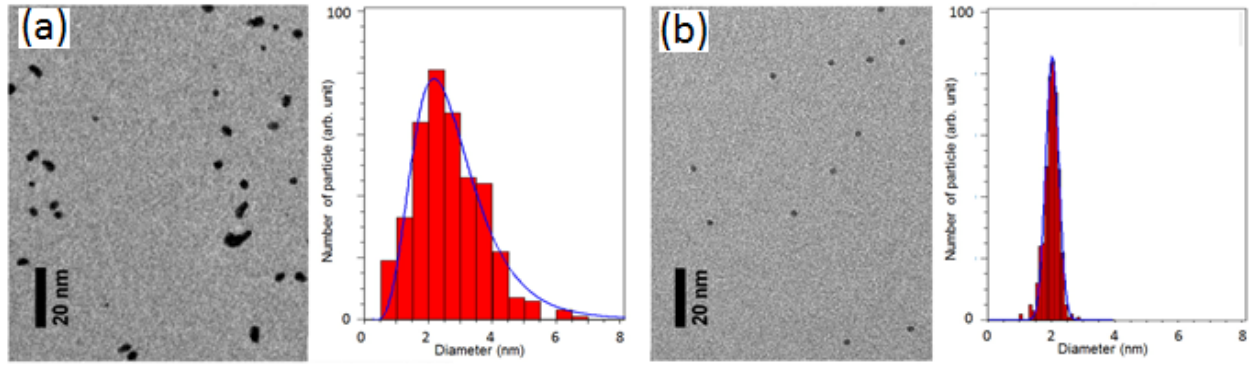 (a)
20 nm
100
Number of particle (arb. unit)
0
0 2 4 6 8
Diameter (nm)
(b)
20 nm
100
Number of particle (arb. unit)
0
0 2 4 6 8
Diameter (nm)